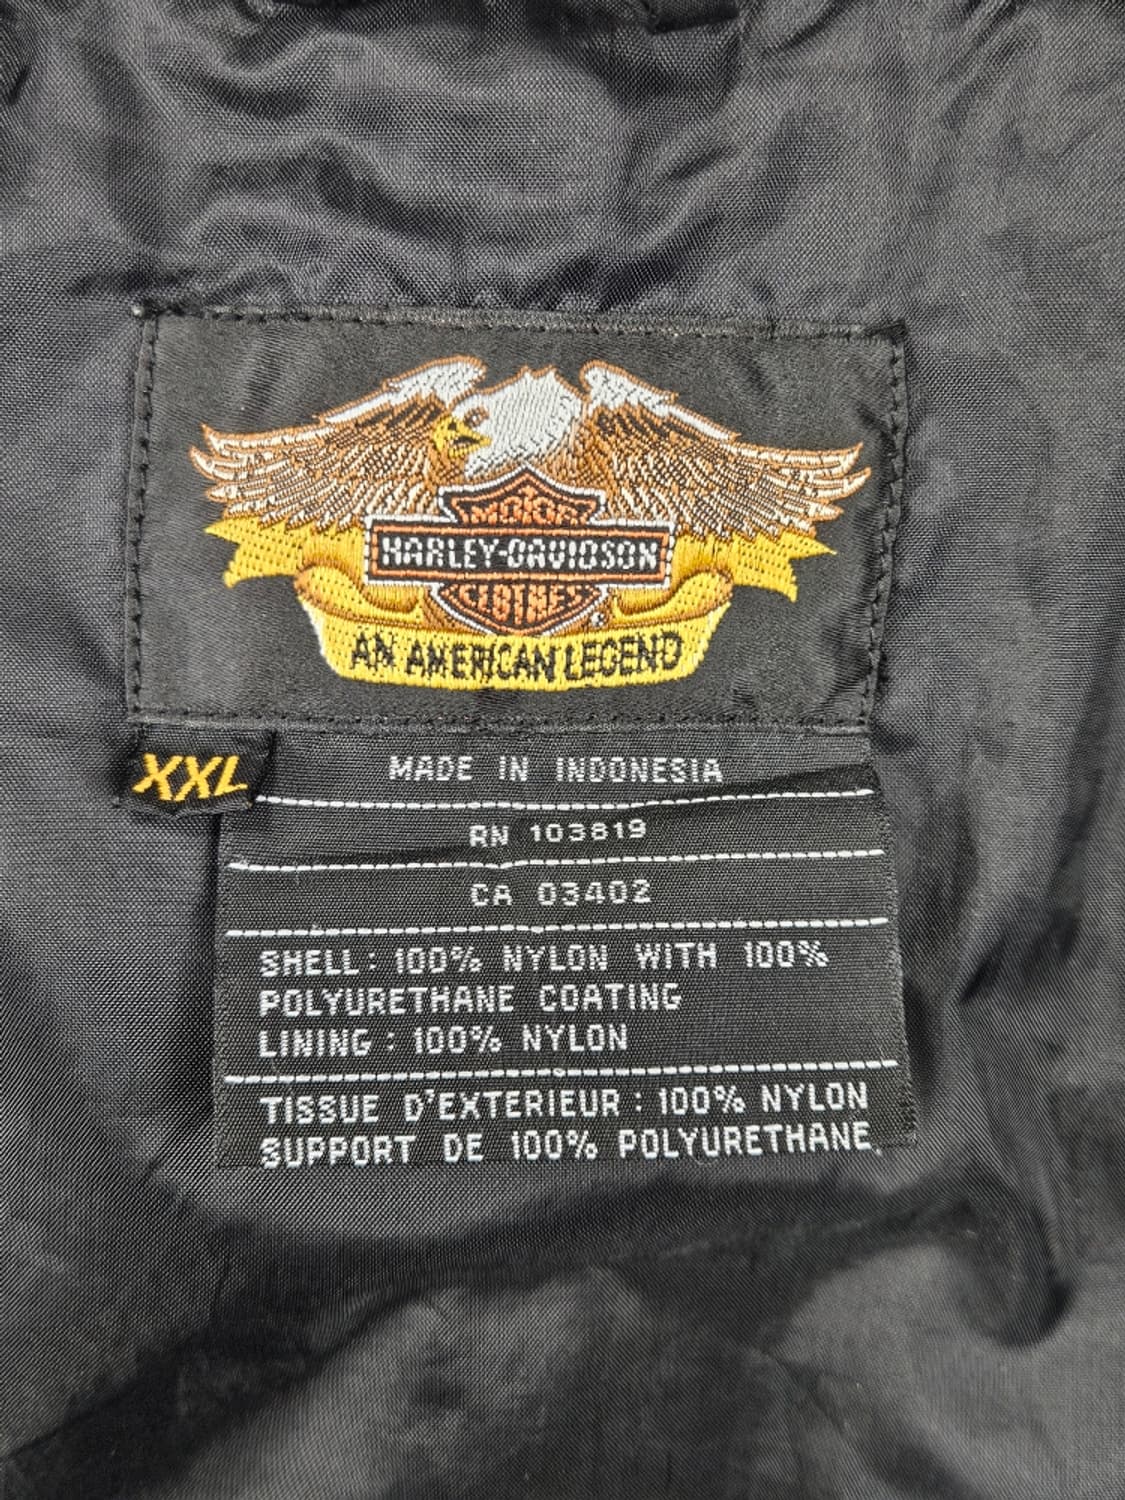 MOTOR
HARLEY-DAVIDSON
CLOTHES
®
AN AMERICAN LEGEND
XXL
MADE IN INDONESIA
RN 103819
CA 03402
SHELL: 100% NYLON WITH 100%
POLYURETHANE COATING
LINING: 100% NYLON
TISSUE D'EXTERIEUR: 100% NYLON
SUPPORT DE 100% POLYURETHANE